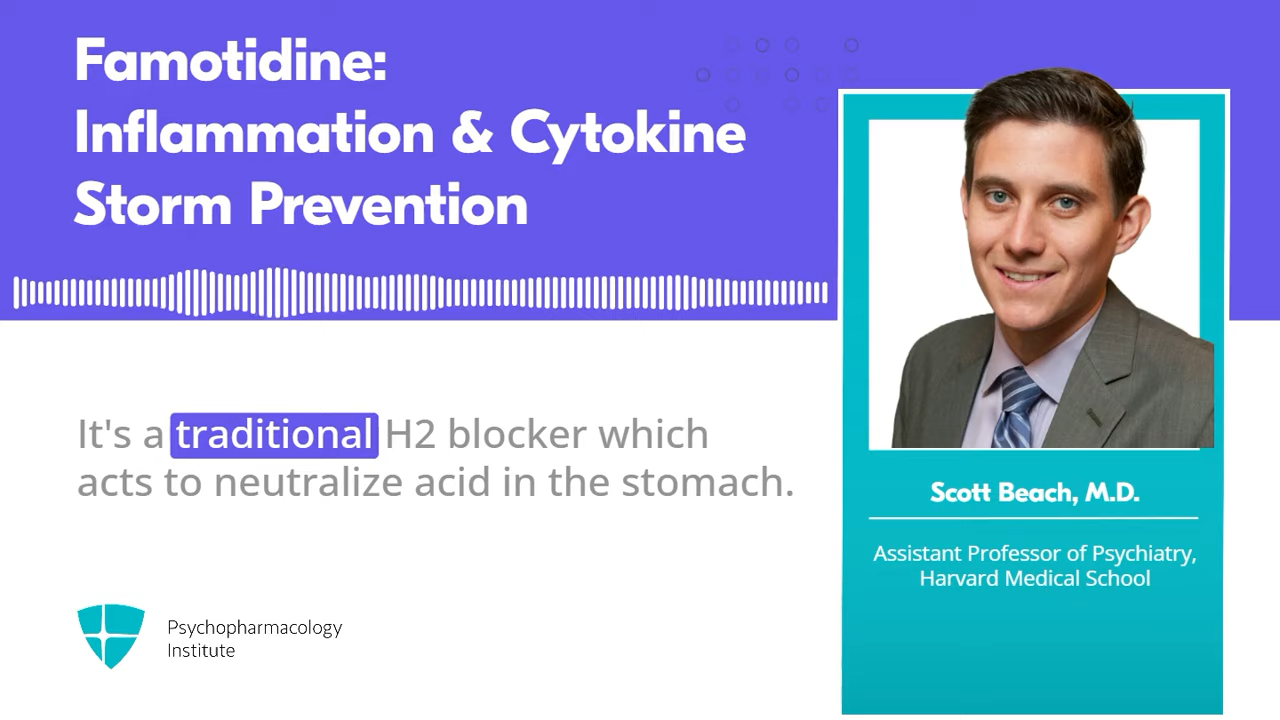 Famotidine:
Inflammation & Cytokine
Storm Prevention
It's a traditional H2 blocker which
acts to neutralize acid in the stomach.
Scott Beach, M.D.
Assistant Professor of Psychiatry,
Harvard Medical School
Psychopharmacology
Institute